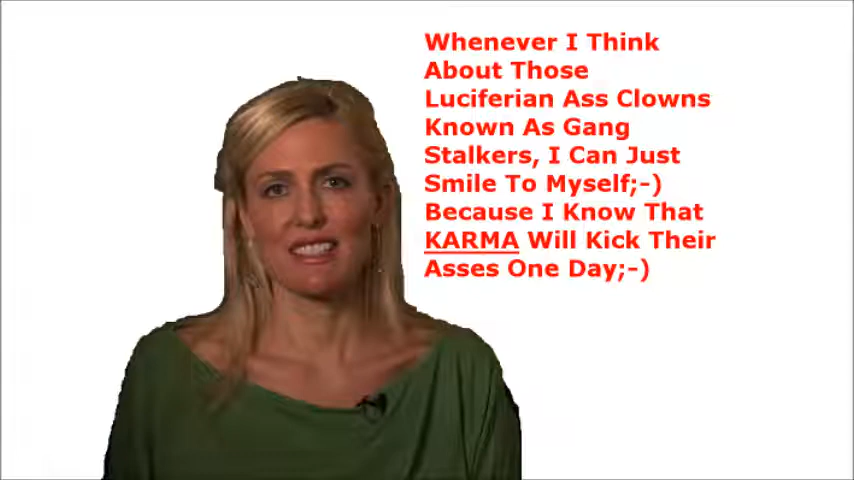 Whenever I Think
About Those
Luciferian Ass Clowns
Known As Gang
Stalkers, I Can Just
Smile To Myself;-)
Because I Know That
KARMA Will Kick Their
Asses One Day;-)